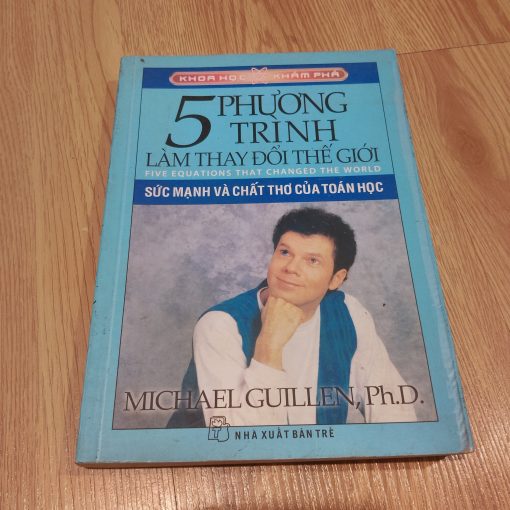 KHOA HỌC KHÁM PHÁ
5 PHƯƠNG
TRÌNH
LÀM THAY ĐỔI THẾ GIỚI
FIVE EQUATIONS THAT CHANGED THE WORLD
SỨC MẠNH VÀ CHẤT THƠ CỦA TOÁN HỌC
MICHAEL GUILLEN, Ph.D.
NHÀ XUẤT BẢN TRẺ